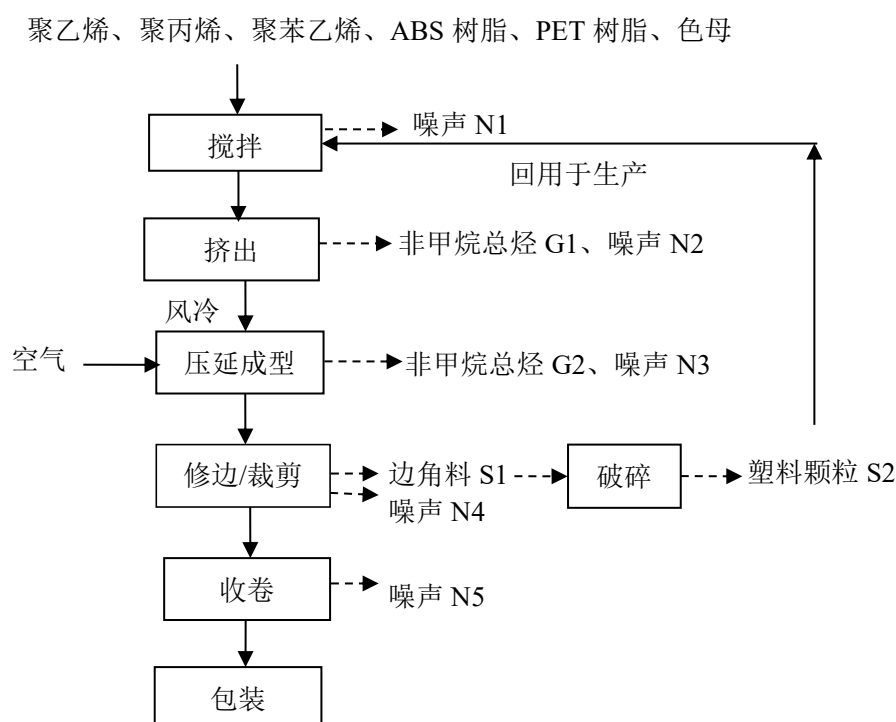 聚乙烯、聚丙烯、聚苯乙烯、ABS 树脂、PET 树脂、色母
搅拌
噪声 N1
回用于生产
挤出
非甲烷总烃 G1、噪声 N2
风冷
空气
压延成型
非甲烷总烃 G2、噪声 N3
修边/裁剪
边角料 S1
破碎
塑料颗粒 S2
噪声 N4
收卷
噪声 N5
包装